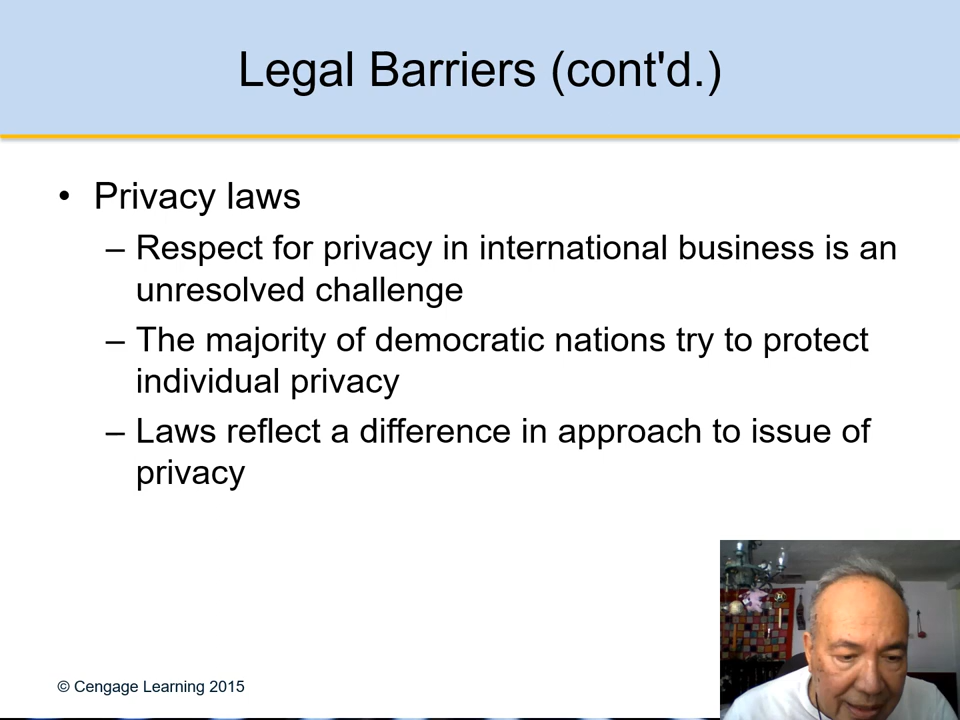 Legal Barriers (cont'd.)
• Privacy laws
– Respect for privacy in international business is an
unresolved challenge
– The majority of democratic nations try to protect
individual privacy
– Laws reflect a difference in approach to issue of
privacy
© Cengage Learning 2015